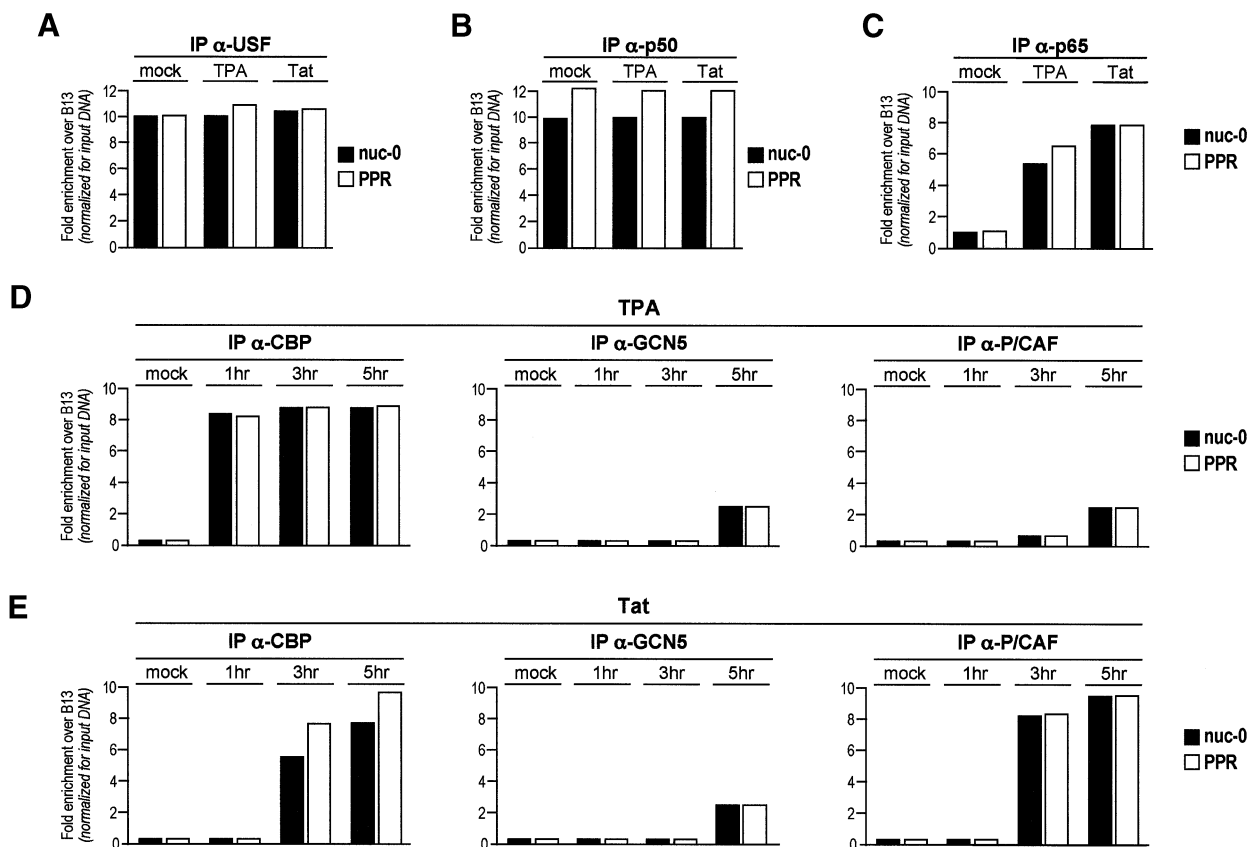 A
IP α-USF
mock TPA Tat
Fold enrichment over B13
(normalized for input DNA)
12
10
8
6
4
2
0
nuc-0
PPR
B
IP α-p50
mock TPA Tat
Fold enrichment over B13
(normalized for input DNA)
12
10
8
6
4
2
0
nuc-0
PPR
C
IP α-p65
mock TPA Tat
Fold enrichment over B13
(normalized for input DNA)
10
8
6
4
2
0
nuc-0
PPR
D
TPA
IP α-CBP
mock 1hr 3hr 5hr
Fold enrichment over B13
(normalized for input DNA)
10
8
6
4
2
0
IP α-GCN5
mock 1hr 3hr 5hr
10
8
6
4
2
0
IP α-P/CAF
mock 1hr 3hr 5hr
10
8
6
4
2
0
nuc-0
PPR
E
Tat
IP α-CBP
mock 1hr 3hr 5hr
Fold enrichment over B13
(normalized for input DNA)
10
8
6
4
2
0
IP α-GCN5
mock 1hr 3hr 5hr
10
8
6
4
2
0
IP α-P/CAF
mock 1hr 3hr 5hr
10
8
6
4
2
0
nuc-0
PPR